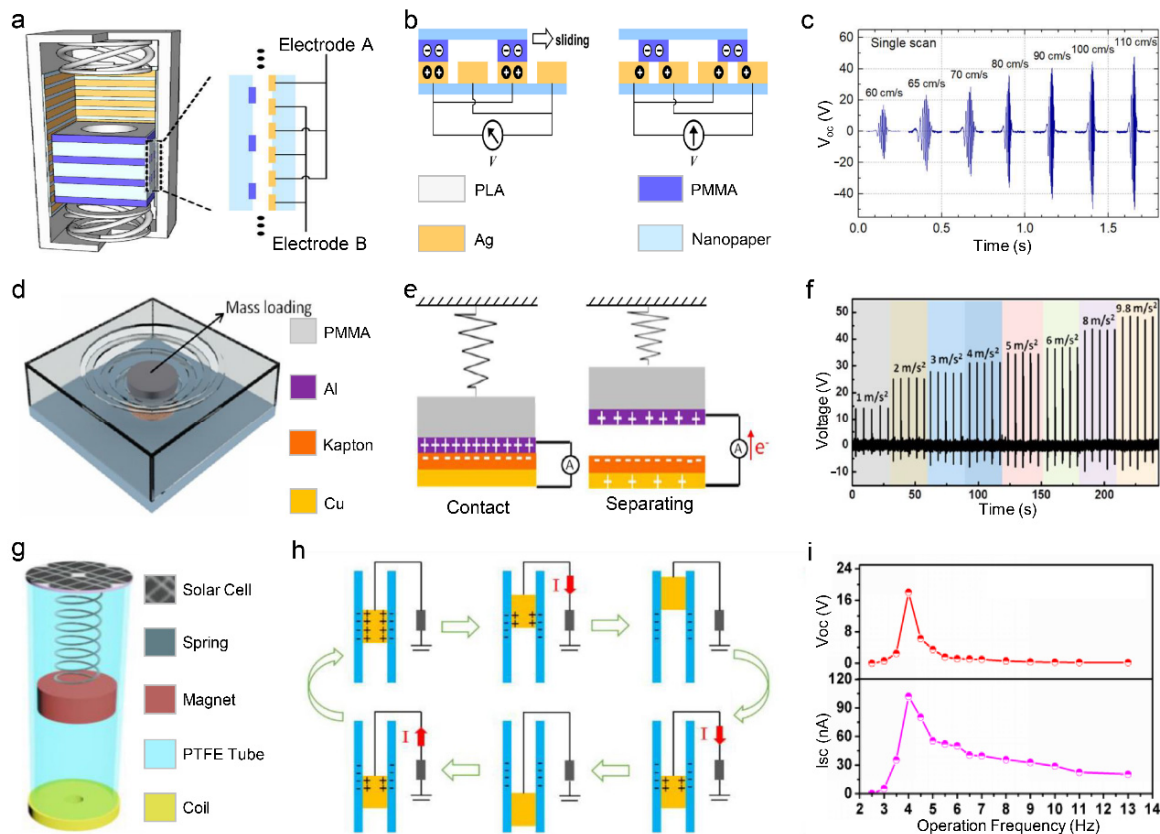 a
Electrode A
Electrode B
b
sliding
V
V
PLA
PMMA
Ag
Nanopaper
c
Single scan
60 cm/s
65 cm/s
70 cm/s
80 cm/s
90 cm/s
100 cm/s
110 cm/s
60
40
20
0
-20
-40
Voc (V)
0.0 0.5 1.0 1.5
Time (s)
d
Mass loading
PMMA
Al
Kapton
Cu
e
A
A
e-
Contact
Separating
f
1 m/s²
2 m/s²
3 m/s²
4 m/s²
5 m/s²
6 m/s²
8 m/s²
9.8 m/s²
50
40
30
20
10
0
−10
Voltage (V)
0 50 100 150 200
Time (s)
g
Solar Cell
Spring
Magnet
PTFE Tube
Coil
h
I
I
I
i
24
16
8
0
Voc (V)
120
90
60
30
0
Isc (nA)
2 3 4 5 6 7 8 9 10 11 12 13 14
Operation Frequency (Hz)